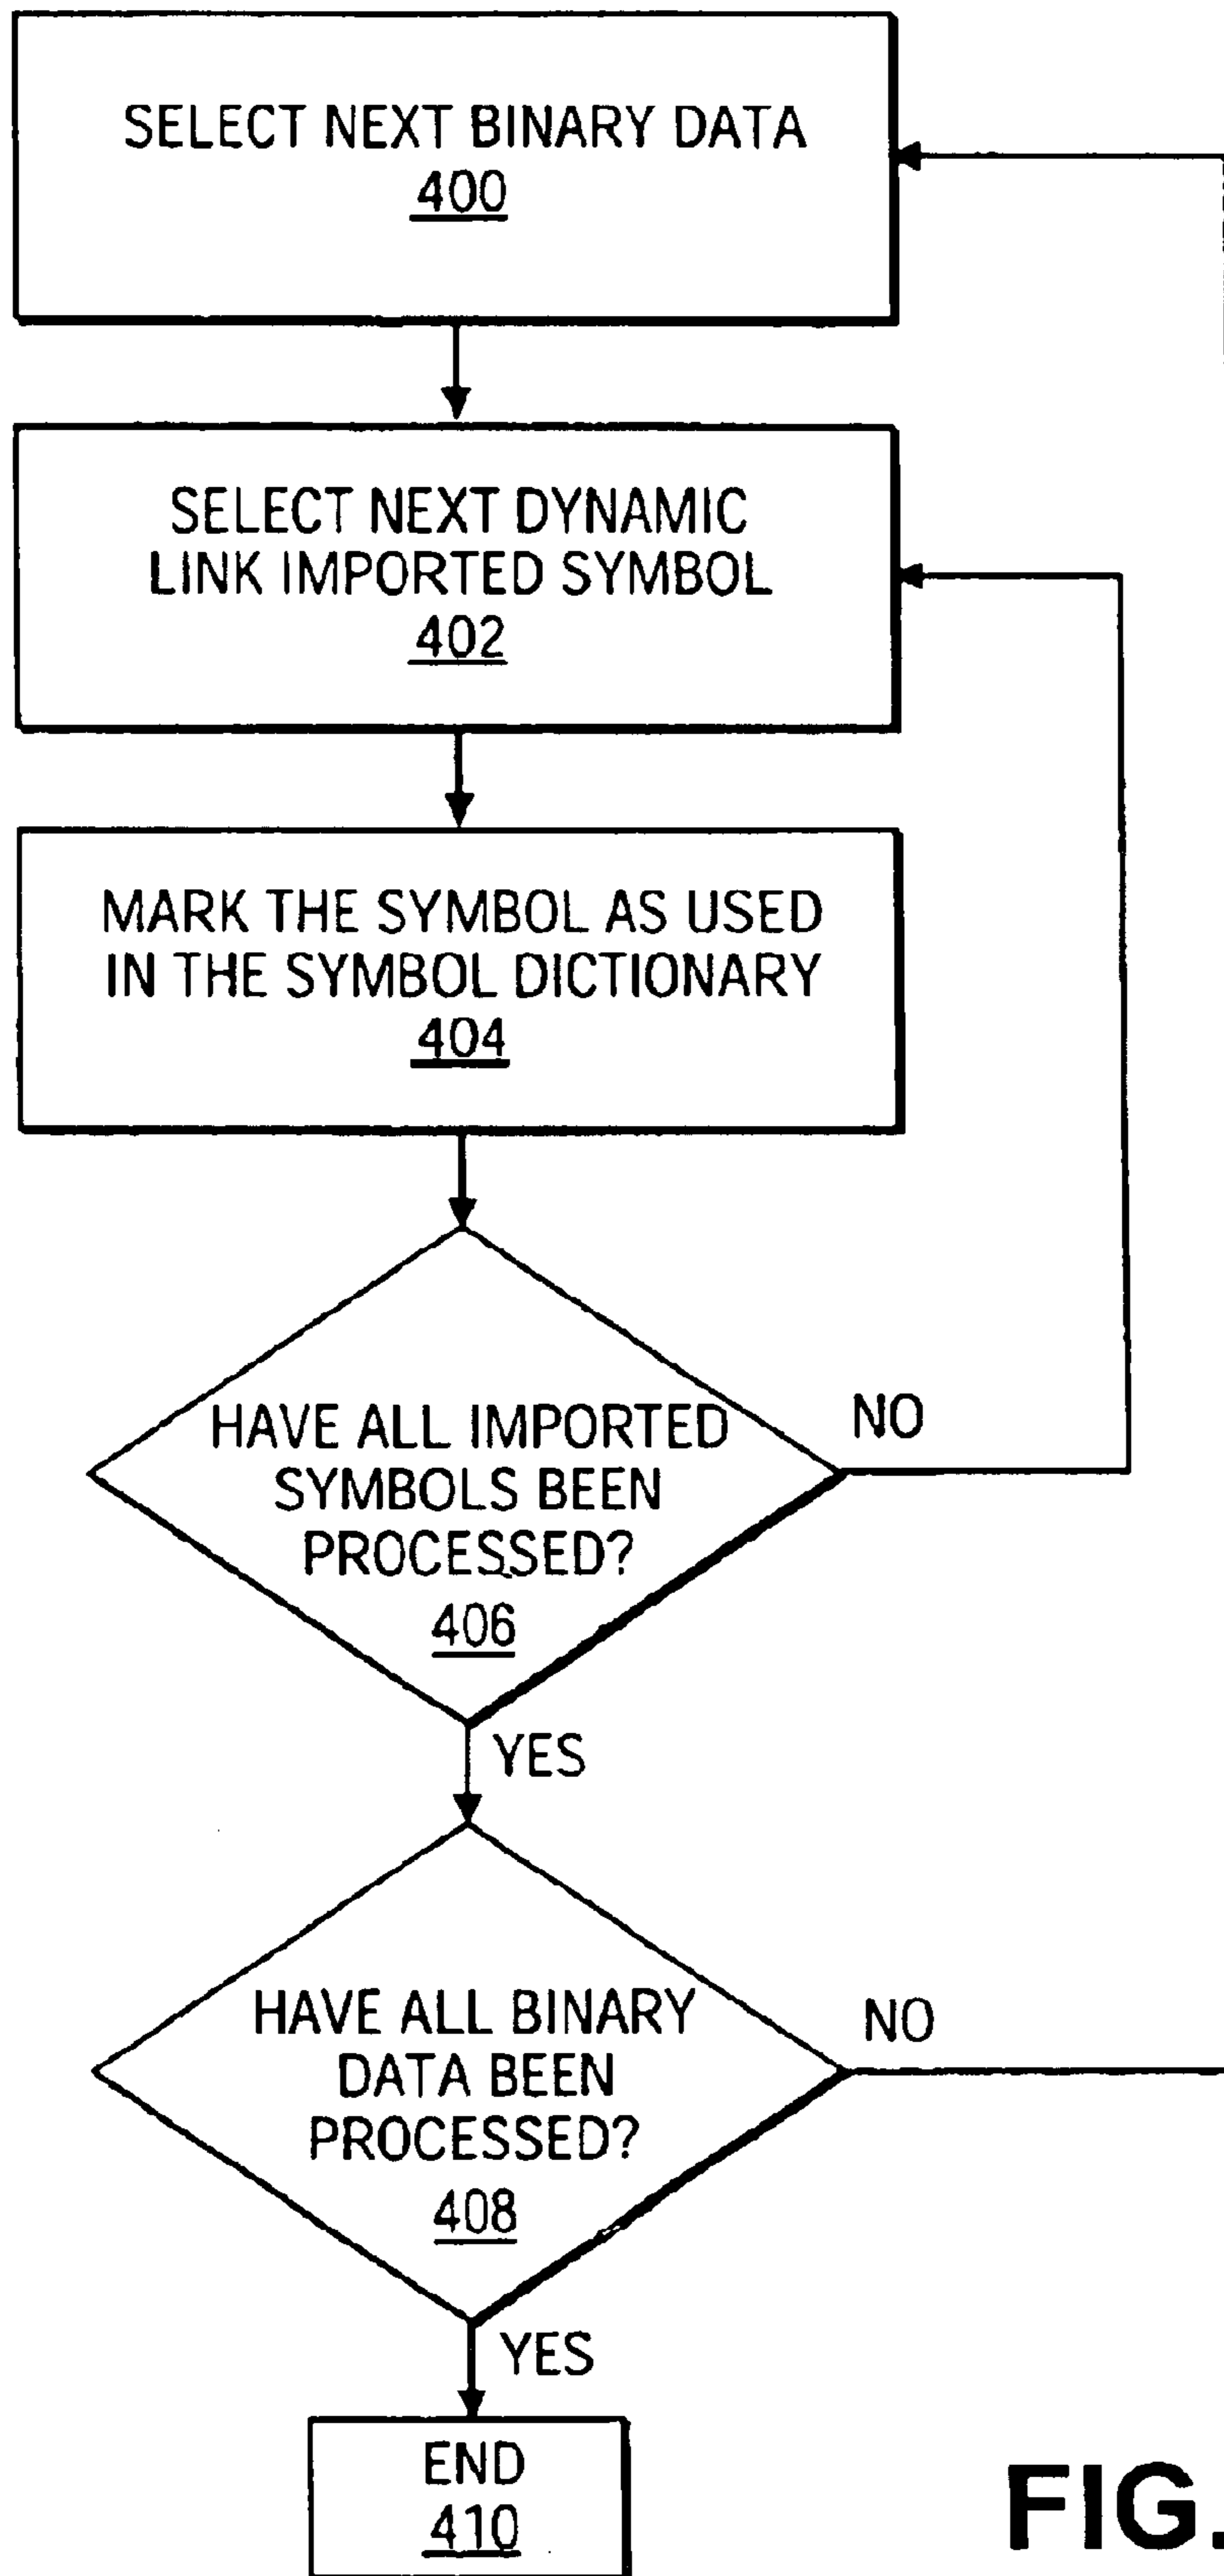 SELECT NEXT BINARY DATA
400
SELECT NEXT DYNAMIC
LINK IMPORTED SYMBOL
402
MARK THE SYMBOL AS USED
IN THE SYMBOL DICTIONARY
404
HAVE ALL IMPORTED
SYMBOLS BEEN
PROCESSED?
406
NO
YES
HAVE ALL BINARY
DATA BEEN
PROCESSED?
408
NO
YES
END
410
FIG.